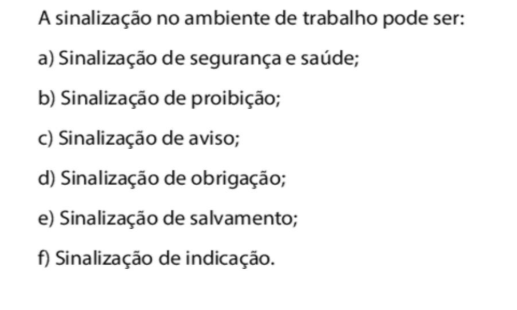 A sinalização no ambiente de trabalho pode ser:
a) Sinalização de segurança e saúde;
b) Sinalização de proibição;
c) Sinalização de aviso;
d) Sinalização de obrigação;
e) Sinalização de salvamento;
f) Sinalização de indicação.